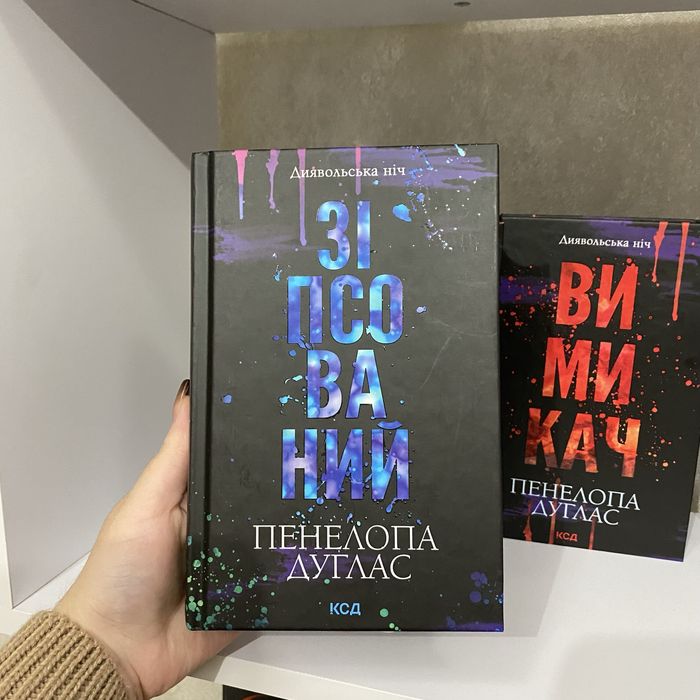 Диявольська ніч
ЗІ
ПСО
ВА
НИЙ
ПЕНЕЛОПА
ДУГЛАС
КСД
Диявольська ніч
ВИ
МИ
КАЧ
ПЕНЕЛОПА
ДУГЛАС
КСД